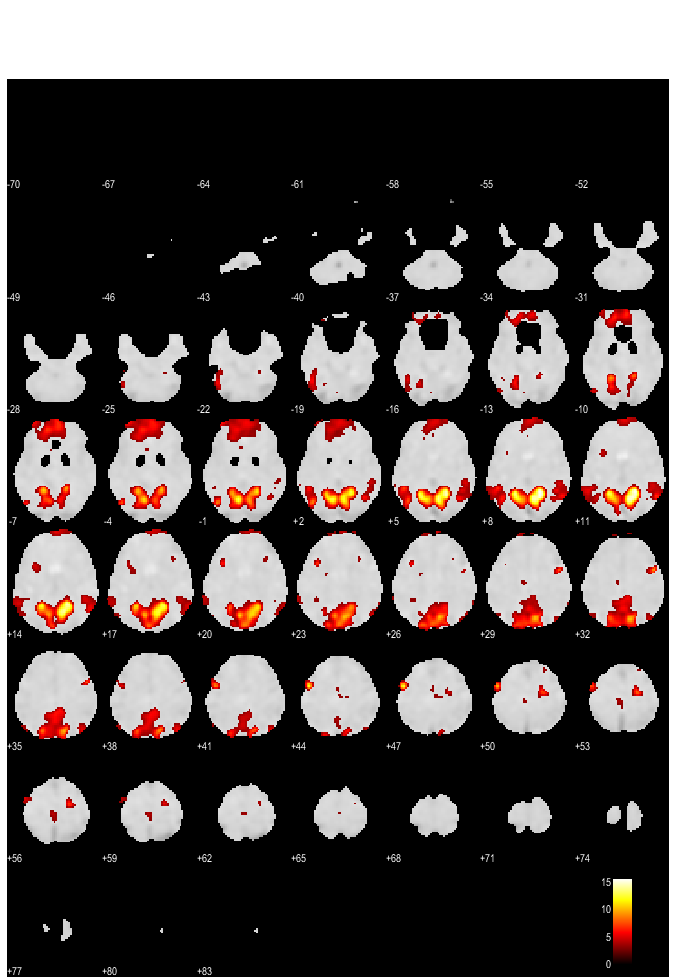 -70 -67 -64 -61 -58 -55 -52
-49 -46 -43 -40 -37 -34 -31
-28 -25 -22 -19 -16 -13 -10
-7 -4 -1 +2 +5 +8 +11
+14 +17 +20 +23 +26 +29 +32
+35 +38 +41 +44 +47 +50 +53
+56 +59 +62 +65 +68 +71 +74
15
10
5
0
+77 +80 +83